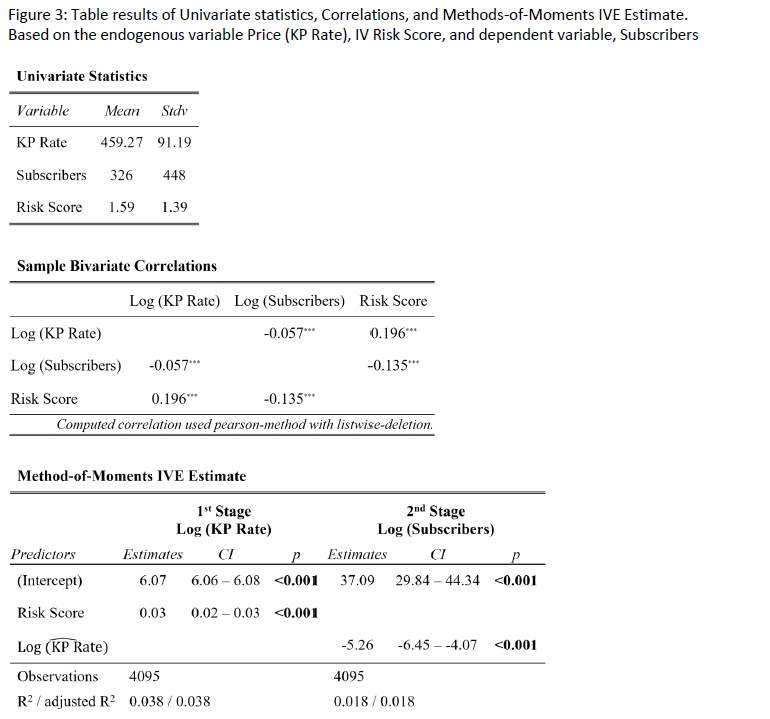 Figure 3: Table results of Univariate statistics, Correlations, and Methods-of-Moments IVE Estimate.
Based on the endogenous variable Price (KP Rate), IV Risk Score, and dependent variable, Subscribers
Univariate Statistics
Variable Mean Stdv
KP Rate 459.27 91.19
Subscribers 326 448
Risk Score 1.59 1.39
Sample Bivariate Correlations
Log (KP Rate) Log (Subscribers) Risk Score
Log (KP Rate) -0.057*** 0.196***
Log (Subscribers) -0.057*** -0.135***
Risk Score 0.196*** -0.135***
Computed correlation used pearson-method with listwise-deletion.
Method-of-Moments IVE Estimate
1st Stage 2nd Stage
Log (KP Rate) Log (Subscribers)
Predictors Estimates CI p Estimates CI p
(Intercept) 6.07 6.06 – 6.08 <0.001 37.09 29.84 – 44.34 <0.001
Risk Score 0.03 0.02 – 0.03 <0.001
Log (KP Rate) -5.26 -6.45 – -4.07 <0.001
Observations 4095 4095
R² / adjusted R² 0.038 / 0.038 0.018 / 0.018